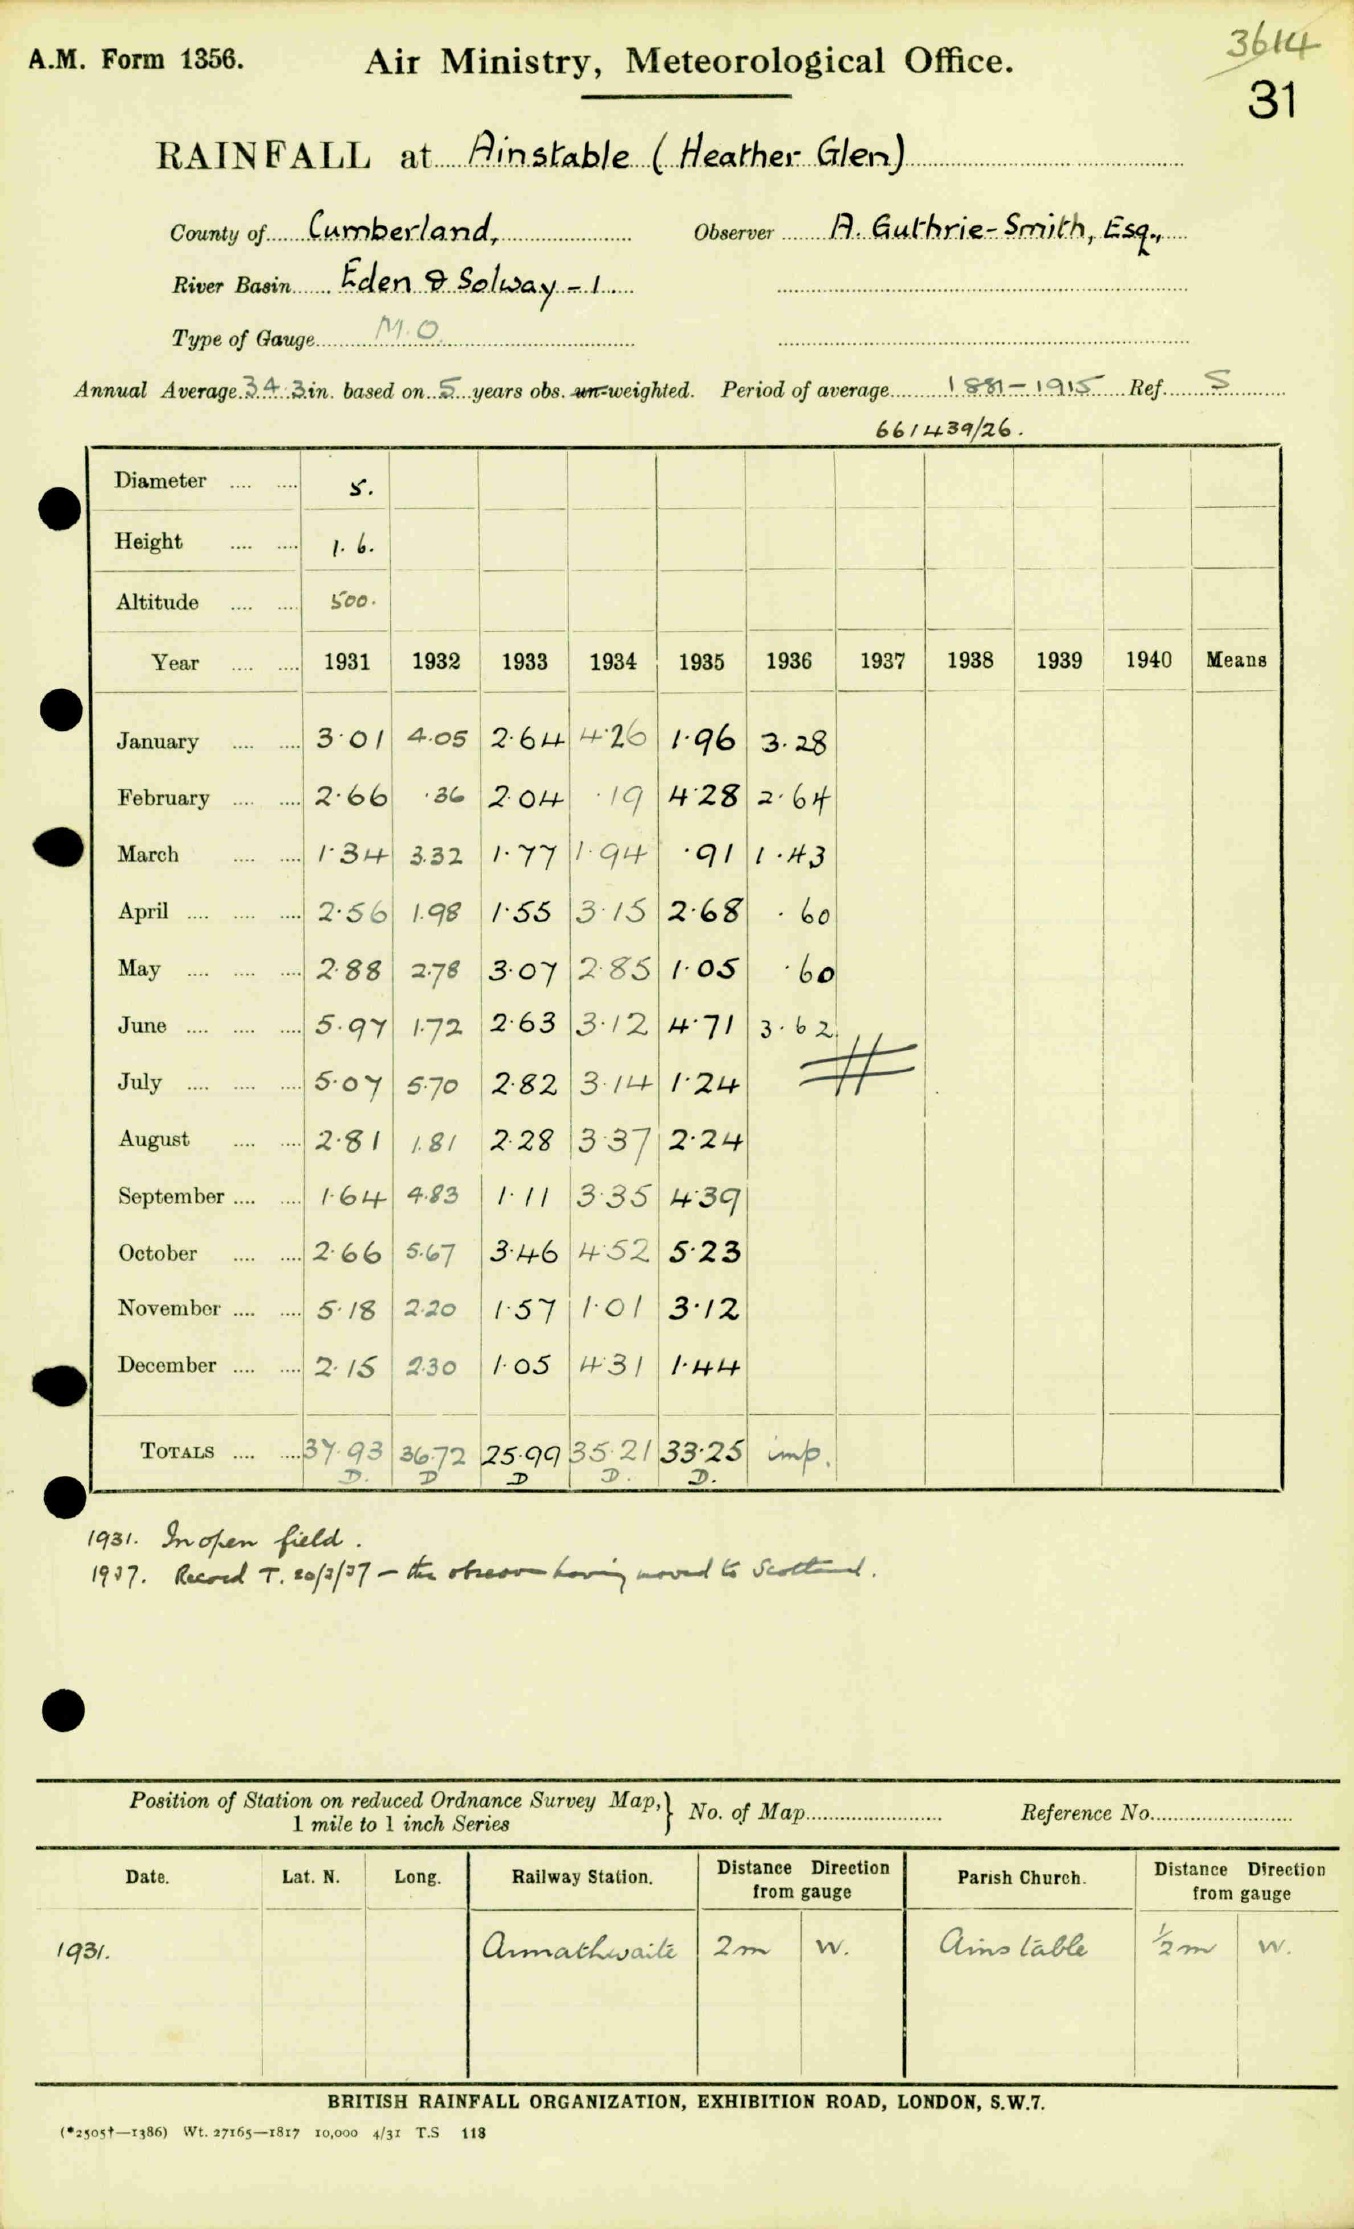 3614
A.M. Form 1356. Air Ministry, Meteorological Office.
31
RAINFALL at Ainstable (Heather Glen)
County of Cumberland, Observer A. Guthrie-Smith, Esq.,
River Basin Eden & Solway - 1
Type of Gauge M.O.
Annual Average 34.3 in. based on 5 years obs. un-weighted. Period of average 1881-1915 Ref. S
661439/26.
Diameter 5.
Height 1.6.
Altitude 500.
Year 1931 1932 1933 1934 1935 1936 1937 1938 1939 1940 Means
January 3.01 4.05 2.64 4.26 1.96 3.28
February 2.66 .36 2.04 .19 4.28 2.64
March 1.34 3.32 1.77 1.94 .91 1.43
April 2.56 1.98 1.55 3.15 2.68 .60
May 2.88 2.78 3.07 2.85 1.05 .60
June 5.97 1.72 2.63 3.12 4.71 3.62
July 5.07 5.70 2.82 3.14 1.24
August 2.81 1.81 2.28 3.37 2.24
September 1.64 4.83 1.11 3.35 4.39
October 2.66 5.67 3.46 4.52 5.23
November 5.18 2.20 1.57 1.01 3.12
December 2.15 2.30 1.05 4.31 1.44
TOTALS 37.93 36.72 25.99 35.21 33.25 imp.
D. D D D. D.
1931. In open field.
1937. Record T. 20/3/37 - the observer having moved to Scotland.
Position of Station on reduced Ordnance Survey Map, } No. of Map Reference No.
1 mile to 1 inch Series
Date. Lat. N. Long. Railway Station. Distance Direction from gauge Parish Church. Distance Direction from gauge
1931. Armathwaite 2m W. Ainstable ½m W.
BRITISH RAINFALL ORGANIZATION, EXHIBITION ROAD, LONDON, S.W.7.
(*2505†—1386) Wt. 27165—1817 10,000 4/31 T.S 118